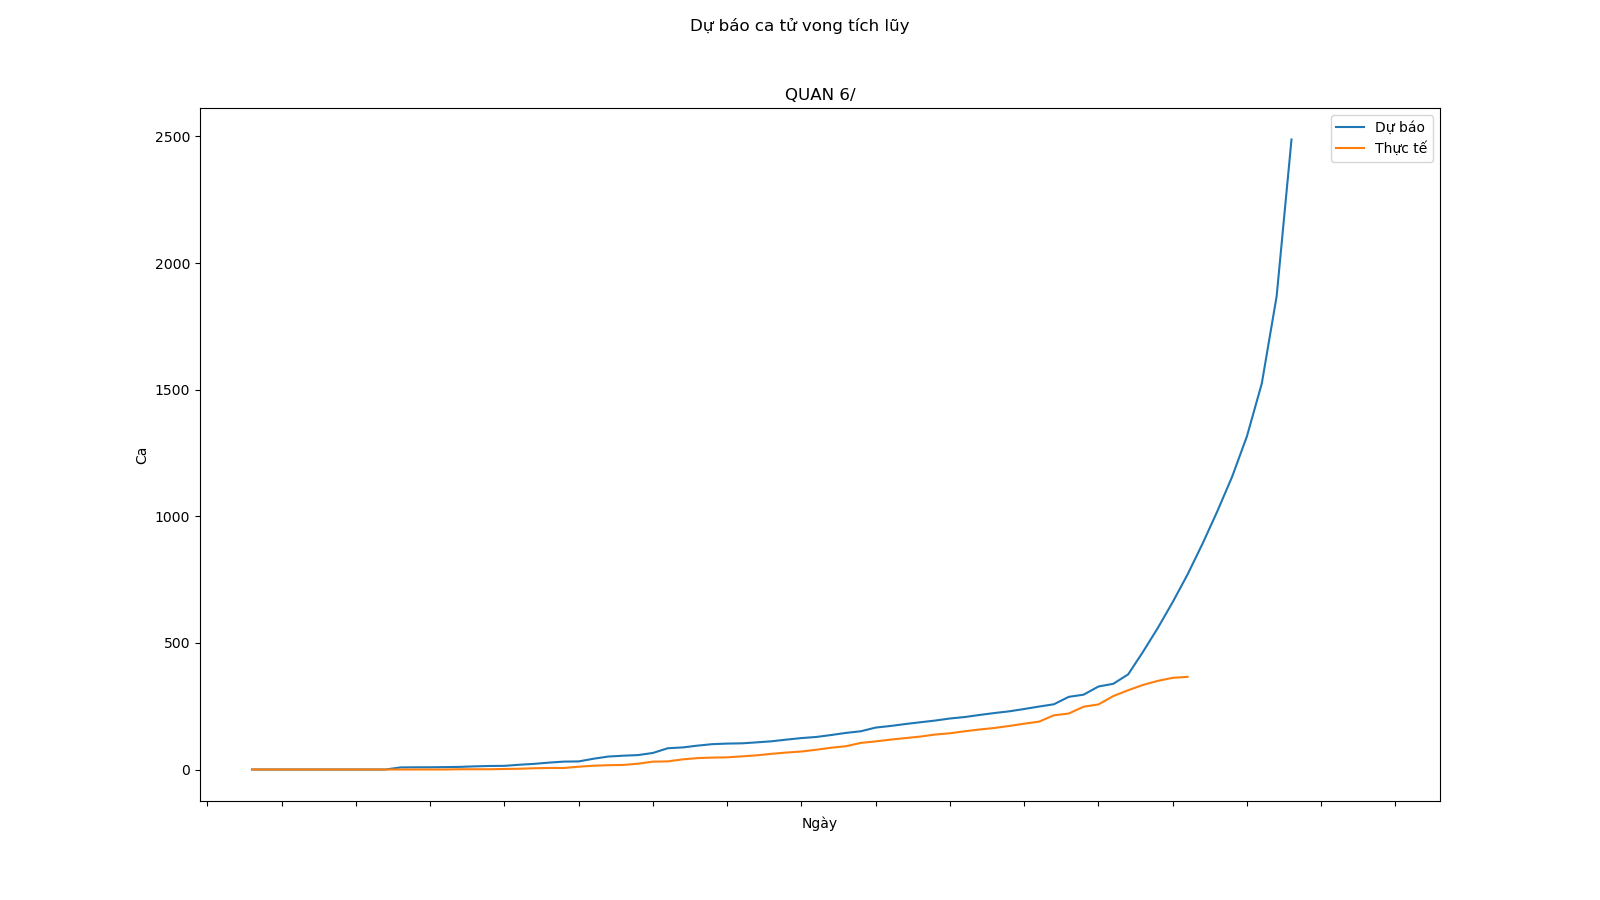 Dự báo ca tử vong tích lũy
QUAN 6/
2500
2000
1500
1000
500
0
Ca
Ngày
Dự báo
Thực tế